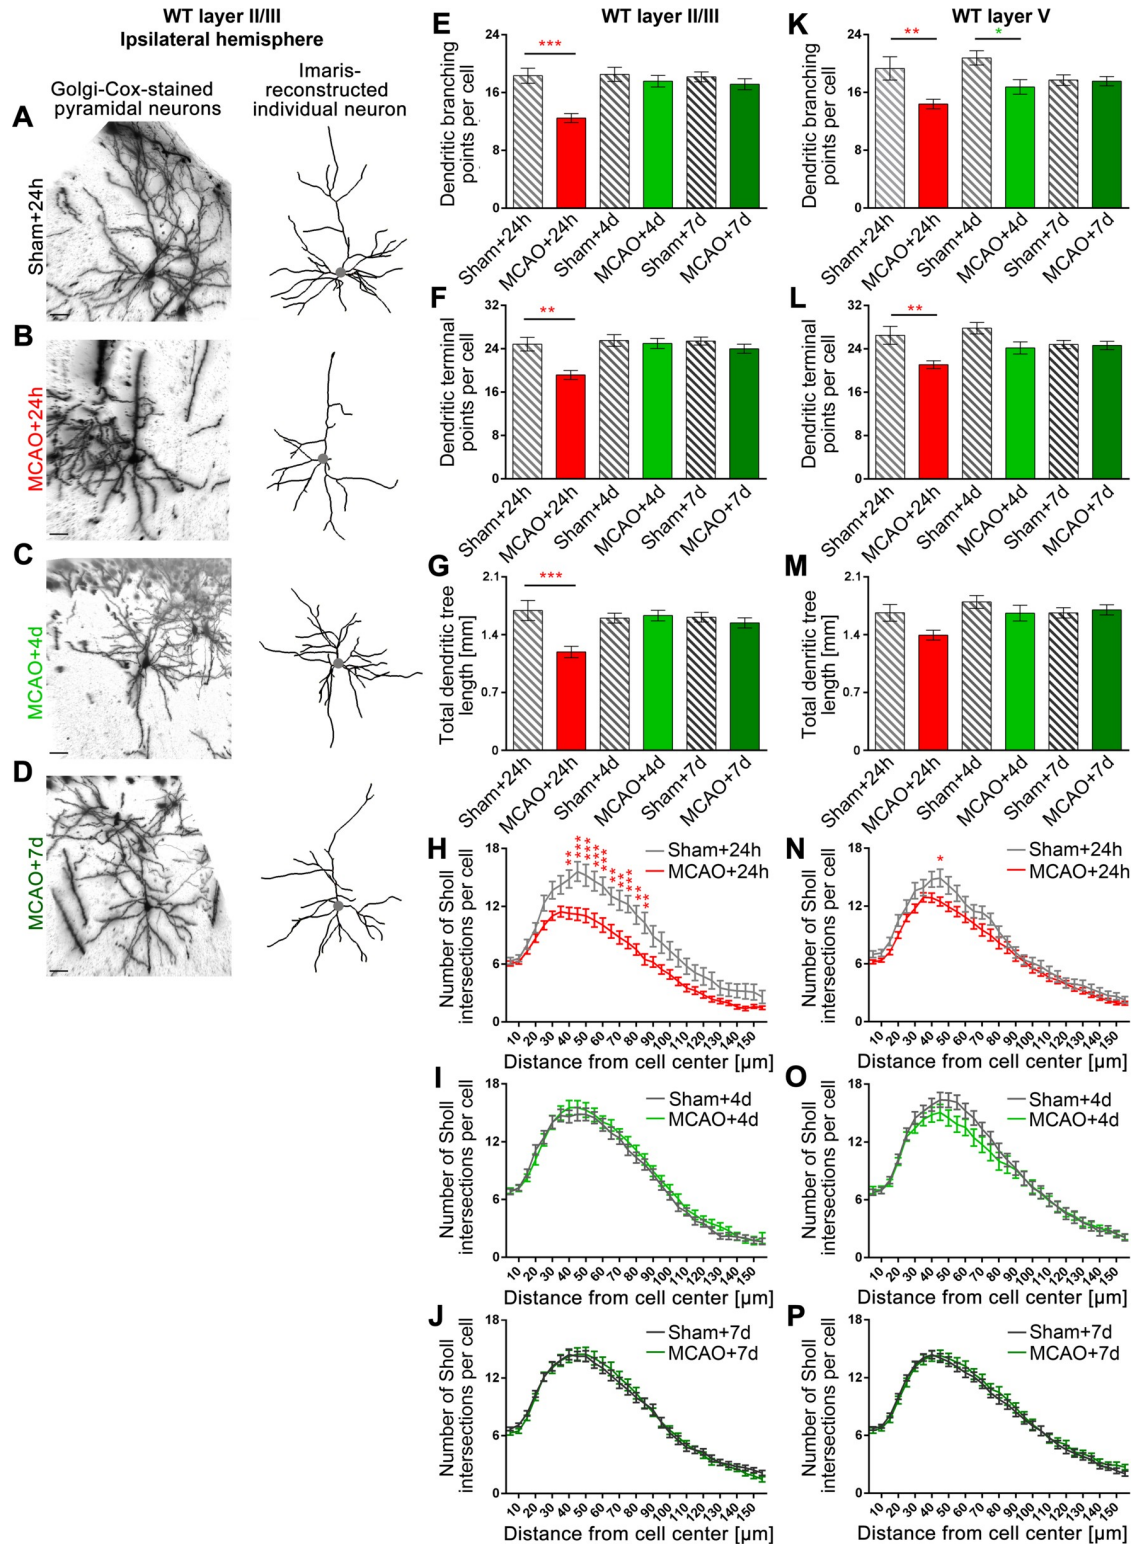 WT layer II/III
Ipsilateral hemisphere
Golgi-Cox-stained
pyramidal neurons
Imaris-
reconstructed
individual neuron
A
Sham+24h
B
MCAO+24h
C
MCAO+4d
D
MCAO+7d
WT layer II/III
E
Dendritic branching
points per cell
24
16
8
0
***
Sham+24h
MCAO+24h
Sham+4d
MCAO+4d
Sham+7d
MCAO+7d
F
Dendritic terminal
points per cell
32
24
16
8
0
**
Sham+24h
MCAO+24h
Sham+4d
MCAO+4d
Sham+7d
MCAO+7d
G
Total dendritic tree
length [mm]
2.1
1.4
0.7
0
***
Sham+24h
MCAO+24h
Sham+4d
MCAO+4d
Sham+7d
MCAO+7d
H
Number of Sholl
intersections per cell
18
12
6
0
Sham+24h
MCAO+24h
10 20 30 40 50 60 70 80 90 100 110 120 130 140 150
Distance from cell center [µm]
I
Number of Sholl
intersections per cell
18
12
6
0
Sham+4d
MCAO+4d
10 20 30 40 50 60 70 80 90 100 110 120 130 140 150
Distance from cell center [µm]
J
Number of Sholl
intersections per cell
18
12
6
0
Sham+7d
MCAO+7d
10 20 30 40 50 60 70 80 90 100 110 120 130 140 150
Distance from cell center [µm]
WT layer V
K
Dendritic branching
points per cell
24
16
8
0
**
*
Sham+24h
MCAO+24h
Sham+4d
MCAO+4d
Sham+7d
MCAO+7d
L
Dendritic terminal
points per cell
32
24
16
8
0
**
Sham+24h
MCAO+24h
Sham+4d
MCAO+4d
Sham+7d
MCAO+7d
M
Total dendritic tree
length [mm]
2.1
1.4
0.7
0
Sham+24h
MCAO+24h
Sham+4d
MCAO+4d
Sham+7d
MCAO+7d
N
Number of Sholl
intersections per cell
18
12
6
0
*
Sham+24h
MCAO+24h
10 20 30 40 50 60 70 80 90 100 110 120 130 140 150
Distance from cell center [µm]
O
Number of Sholl
intersections per cell
18
12
6
0
Sham+4d
MCAO+4d
10 20 30 40 50 60 70 80 90 100 110 120 130 140 150
Distance from cell center [µm]
P
Number of Sholl
intersections per cell
18
12
6
0
Sham+7d
MCAO+7d
10 20 30 40 50 60 70 80 90 100 110 120 130 140 150
Distance from cell center [µm]